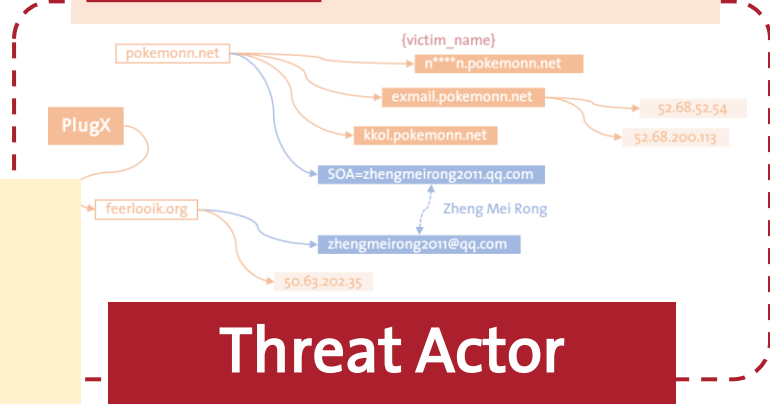 {victim_name}
pokemonn.net
n****n.pokemonn.net
exmail.pokemonn.net
52.68.52.54
PlugX
kkol.pokemonn.net
52.68.200.113
SOA=zhengmeirong2011.qq.com
feerlooik.org
Zheng Mei Rong
zhengmeirong2011@qq.com
50.63.202.35
Threat Actor